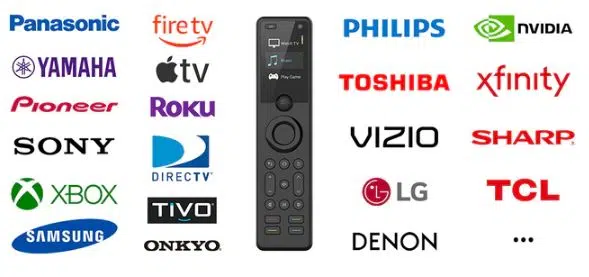 Panasonic
fire tv
YAMAHA
tv
Pioneer
Roku
SONY
DIRECTV
XBOX
TiVO
SAMSUNG
ONKYO
Watch TV
Music
Play Game
PHILIPS
NVIDIA
TOSHIBA
xfinity
VIZIO
SHARP
LG
TCL
DENON
...